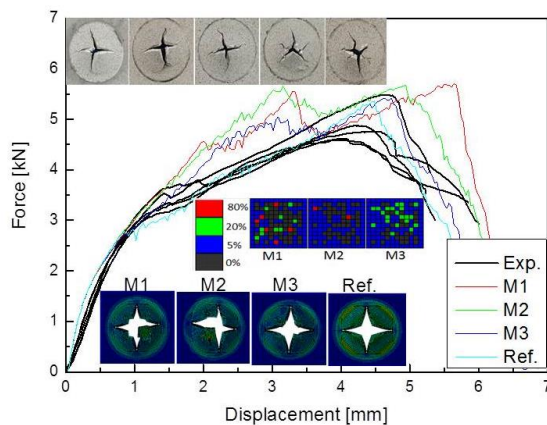 7
6
5
4
3
2
1
0
Force [kN]
80%
20%
5%
0%
M1 M2 M3
M1 M2 M3 Ref.
Exp.
M1
M2
M3
Ref.
0 1 2 3 4 5 6 7
Displacement [mm]